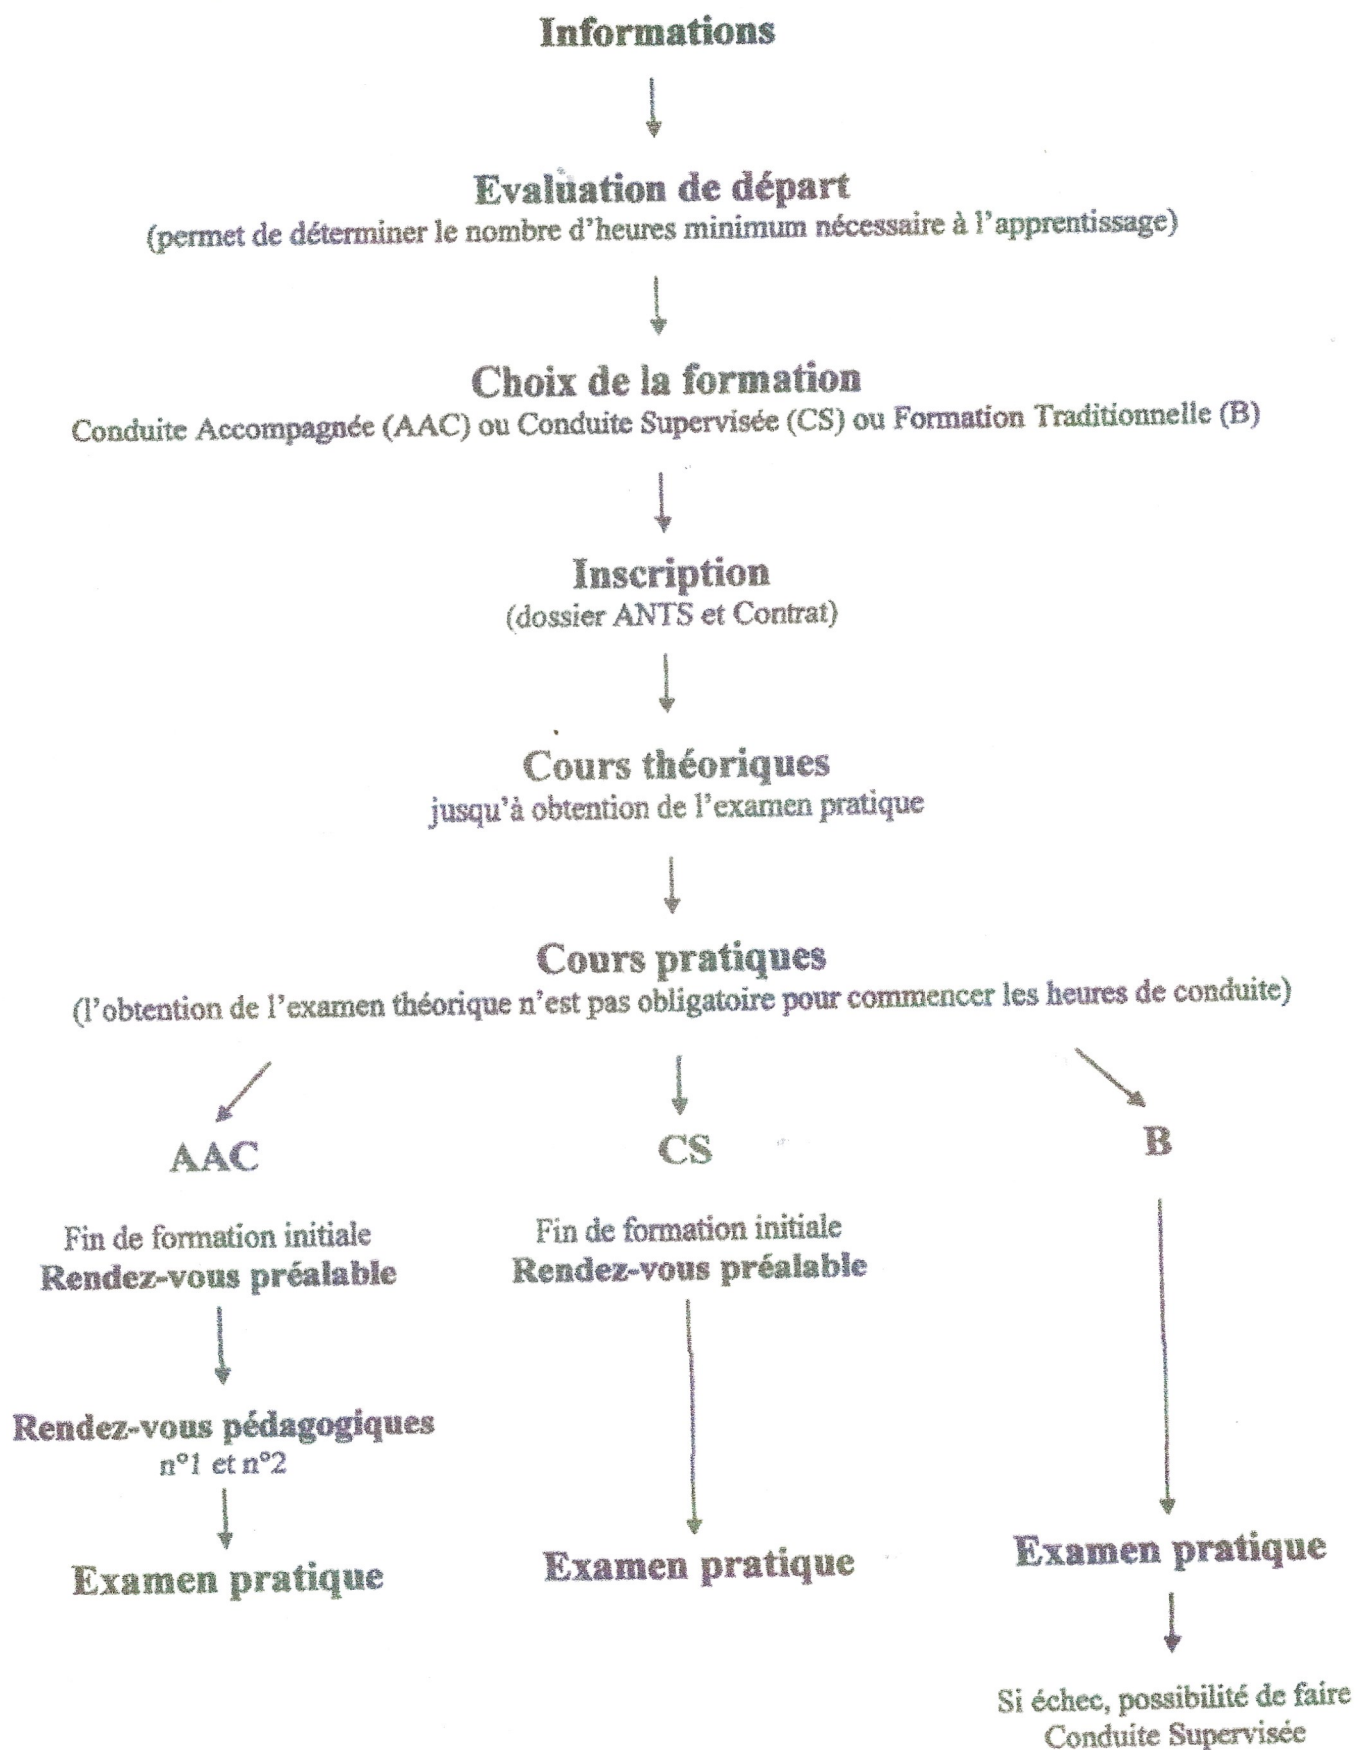 Informations
Evaluation de départ
(permet de déterminer le nombre d'heures minimum nécessaire à l'apprentissage)
Choix de la formation
Conduite Accompagnée (AAC) ou Conduite Supervisée (CS) ou Formation Traditionnelle (B)
Inscription
(dossier ANTS et Contrat)
Cours théoriques
jusqu'à obtention de l'examen pratique
Cours pratiques
(l'obtention de l'examen théorique n'est pas obligatoire pour commencer les heures de conduite)
AAC
Fin de formation initiale
Rendez-vous préalable
Rendez-vous pédagogiques
n°1 et n°2
Examen pratique
CS
Fin de formation initiale
Rendez-vous préalable
Examen pratique
B
Examen pratique
Si échec, possibilité de faire
Conduite Supervisée